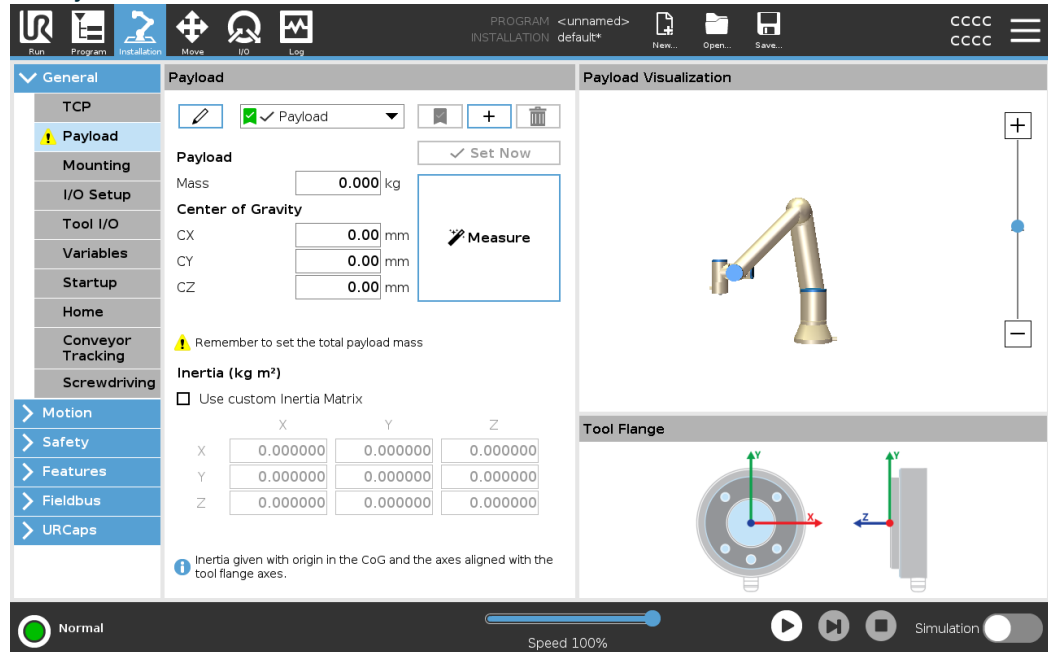 PROGRAM <unnamed>
INSTALLATION default*
cccc
cccc
Run Program Installation Move I/O Log New... Open... Save...
General
TCP
Payload
Mounting
I/O Setup
Tool I/O
Variables
Startup
Home
Conveyor
Tracking
Screwdriving
Motion
Safety
Features
Fieldbus
URCaps
Payload
Payload
+
Set Now
Payload
Mass 0.000 kg
Center of Gravity
CX 0.00 mm
CY 0.00 mm
CZ 0.00 mm
Measure
Remember to set the total payload mass
Inertia (kg m²)
Use custom Inertia Matrix
X Y Z
X 0.000000 0.000000 0.000000
Y 0.000000 0.000000 0.000000
Z 0.000000 0.000000 0.000000
Inertia given with origin in the CoG and the axes aligned with the
tool flange axes.
Payload Visualization
+
−
Tool Flange
Y
X
Y
Z
Normal
Speed 100%
Simulation